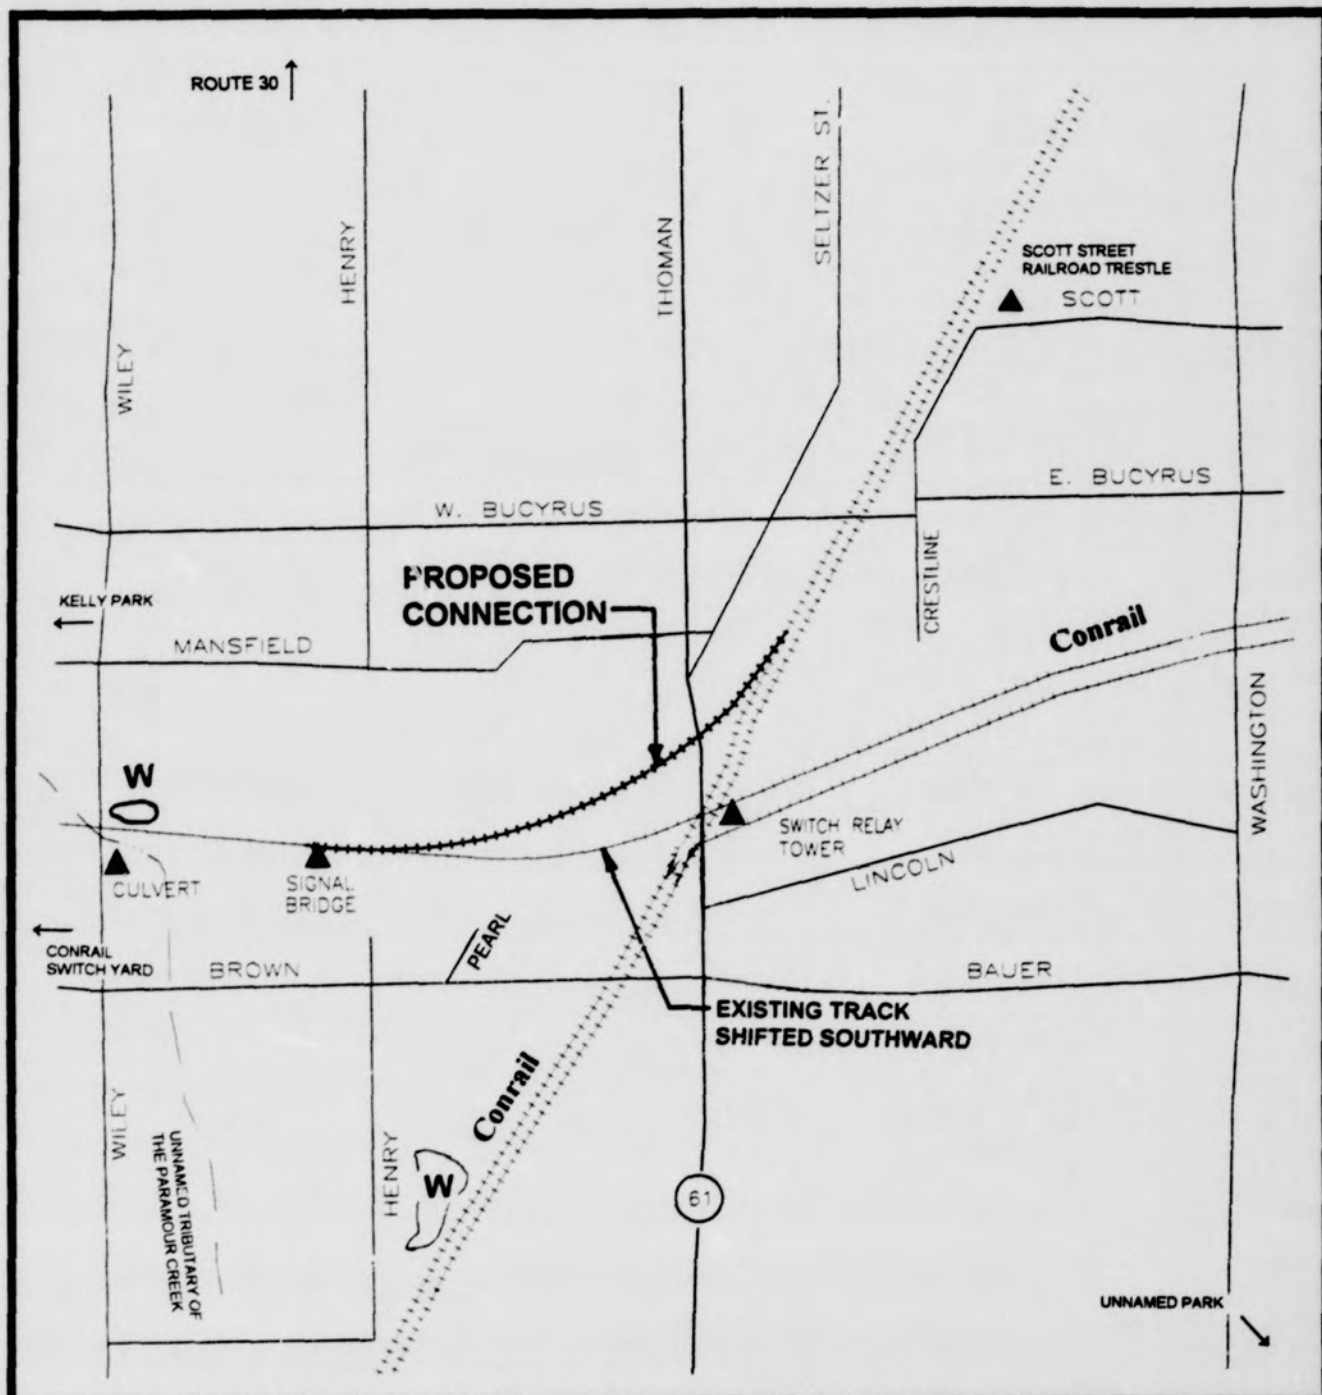 ROUTE 30
HENRY
THOMAN
SELTZER ST.
SCOTT STREET
RAILROAD TRESTLE
SCOTT
WILEY
W. BUCYRUS
E. BUCYRUS
PROPOSED
CONNECTION
KELLY PARK
MANSFIELD
CRESTLINE
Conrail
WASHINGTON
W
SWITCH RELAY
TOWER
LINCOLN
CULVERT
SIGNAL
BRIDGE
CONRAIL
SWITCH YARD
BROWN
PEARL
BAUER
EXISTING TRACK
SHIFTED SOUTHWARD
Conrail
WILEY
UNNAMED TRIBUTARY OF
THE PARAMOUR CREEK
HENRY
W
61
UNNAMED PARK